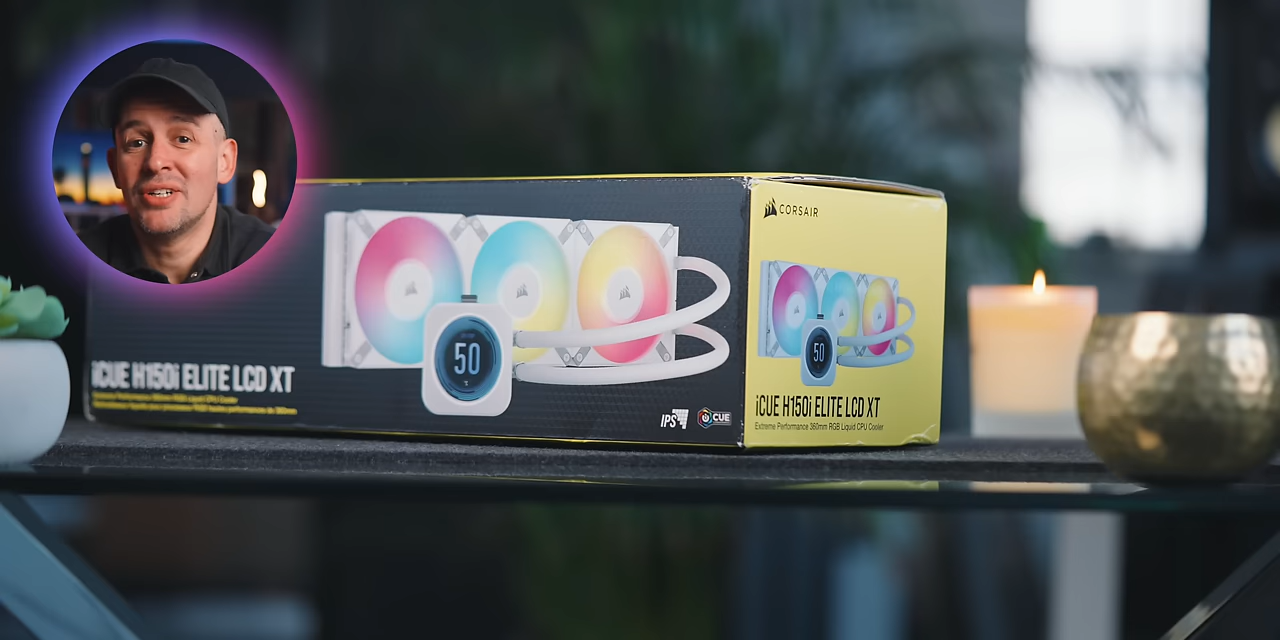 iCUE H150i ELITE LCD XT
50
°C
IPS
iCUE
CORSAIR
50
iCUE H150i ELITE LCD XT
Extreme Performance 360mm RGB Liquid CPU Cooler